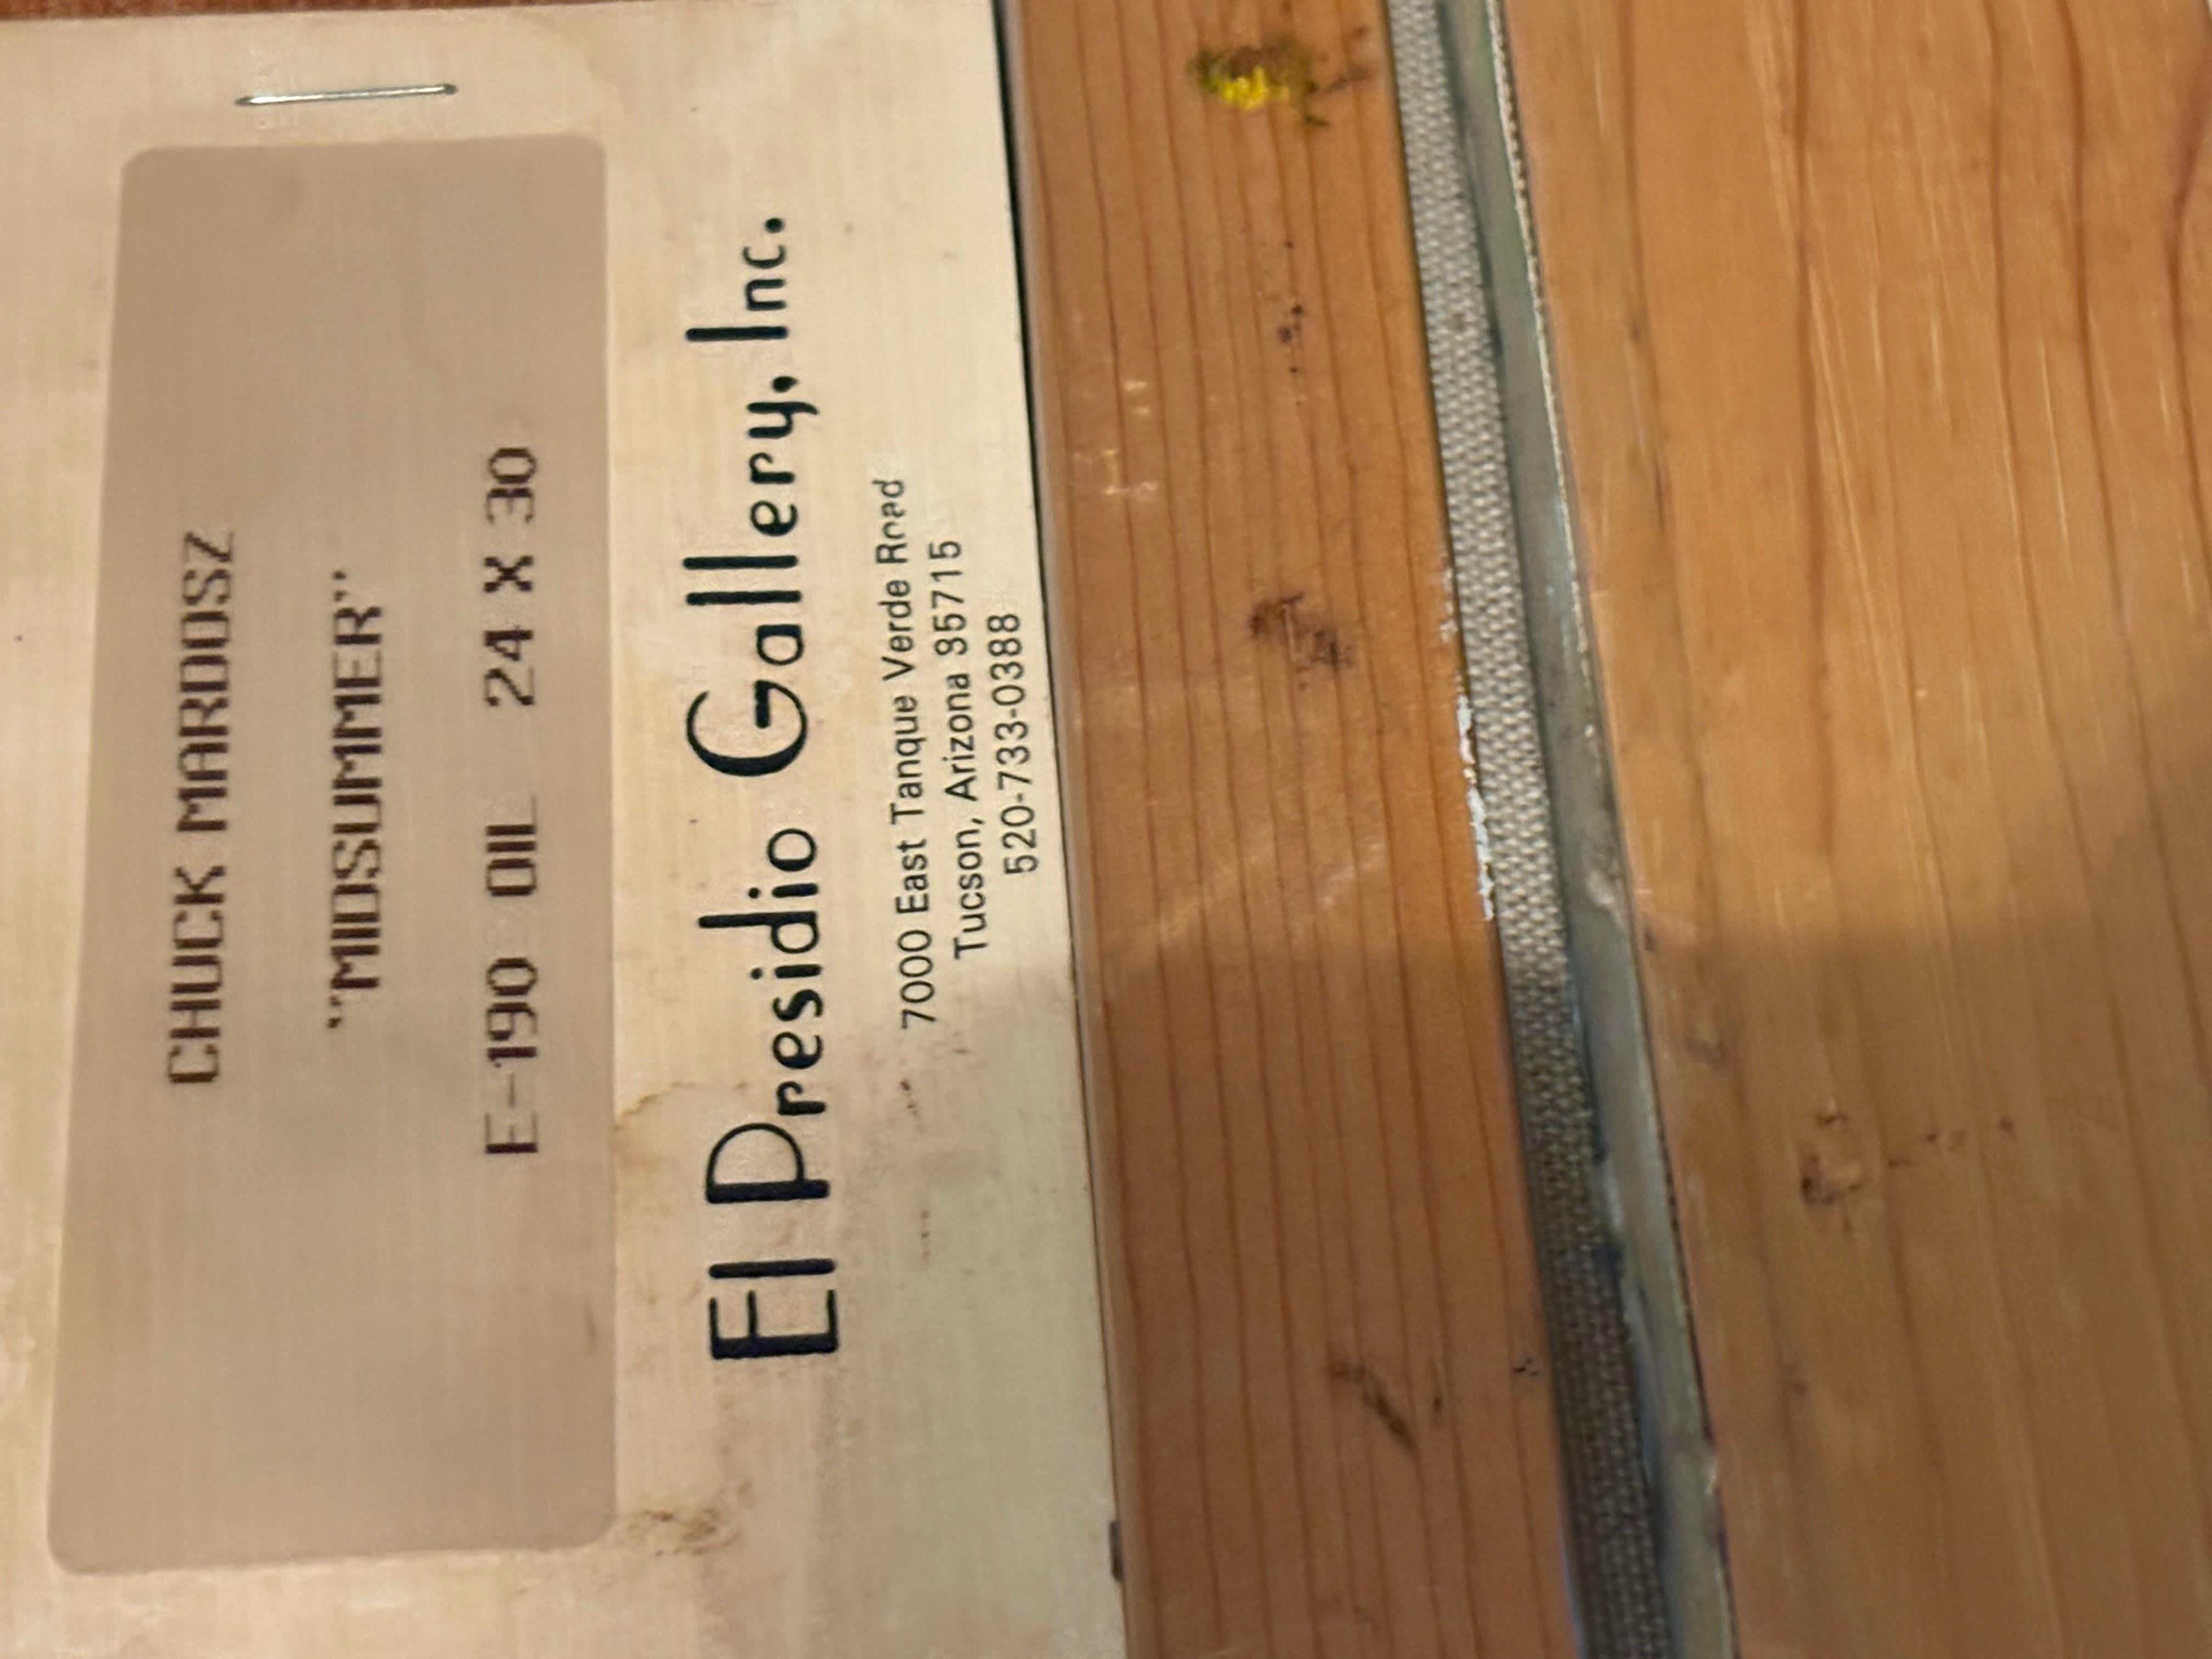 CHUCK MARDOSZ
"MIDSUMMER"
E-190 OIL 24 X 30
El Presidio Gallery, Inc.
7000 East Tanque Verde Road
Tucson, Arizona 85715
520-733-0388